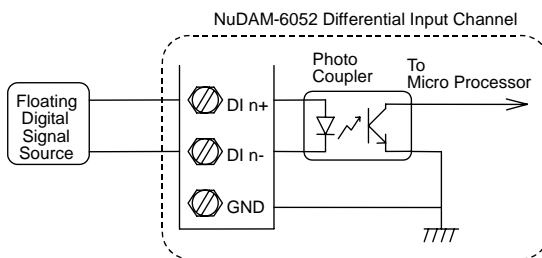 NuDAM-6052 Differential Input Channel
Photo
Coupler
To
Micro Processor
Floating
Digital
Signal
Source
DI n+
DI n-
GND